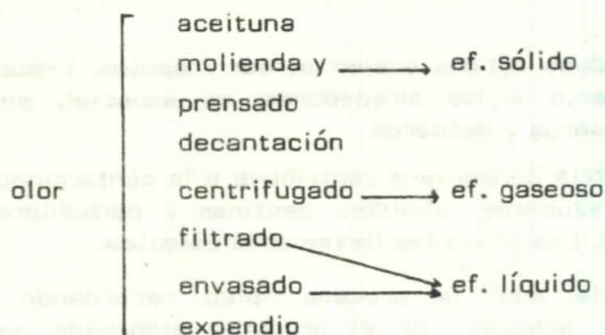 aceituna
molienda y → ef. sólido
prensado
decantación
olor centrifugado → ef. gaseoso
filtrado
envasado → ef. líquido
expendio